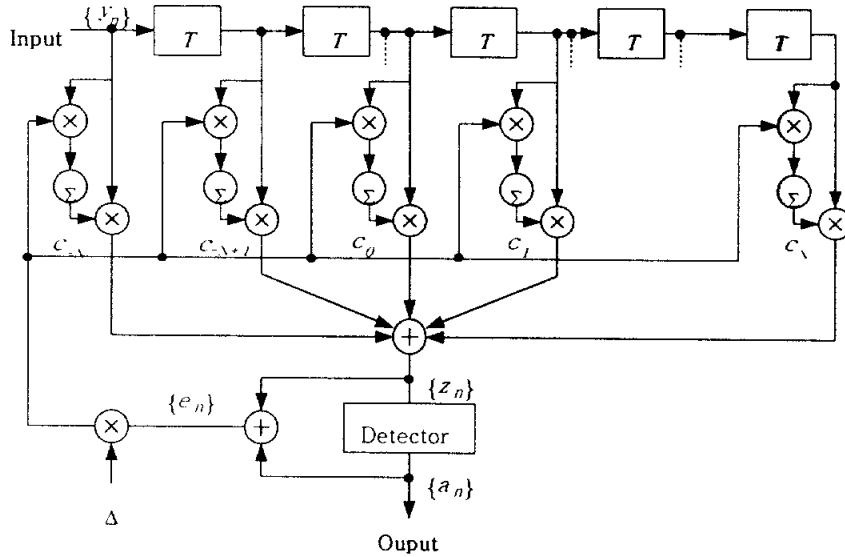 {y_n}
Input
T T T T T
× × × × ×
Σ Σ Σ Σ Σ
× × × × ×
c_-N c_-N+1 c_0 c_1 c_N
+
{z_n}
{e_n}
× +
Detector
{a_n}
Δ
Ouput